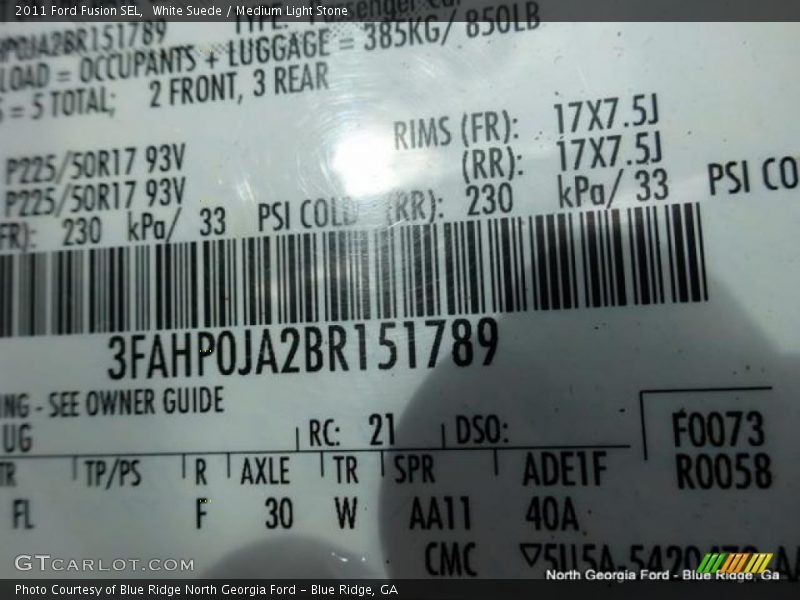 2011 Ford Fusion SEL, White Suede / Medium Light Stone
TYPE: Passenger
LOAD = OCCUPANTS + LUGGAGE = 385KG/ 850LB
= 5 TOTAL; 2 FRONT, 3 REAR
P225/50R17 93V RIMS (FR): 17X7.5J
P225/50R17 93V (RR): 17X7.5J
FR): 230 kPa/ 33 PSI COLD (RR): 230 kPa/ 33 PSI CO
3FAHP0JA2BR151789
NG - SEE OWNER GUIDE
UG RC: 21 DSO: F0073
TR TP/PS R AXLE TR SPR ADE1F R0058
FL F 30 W AA11 40A
CMC
GTCARLOT.COM
North Georgia Ford - Blue Ridge, Ga
Photo Courtesy of Blue Ridge North Georgia Ford - Blue Ridge, GA